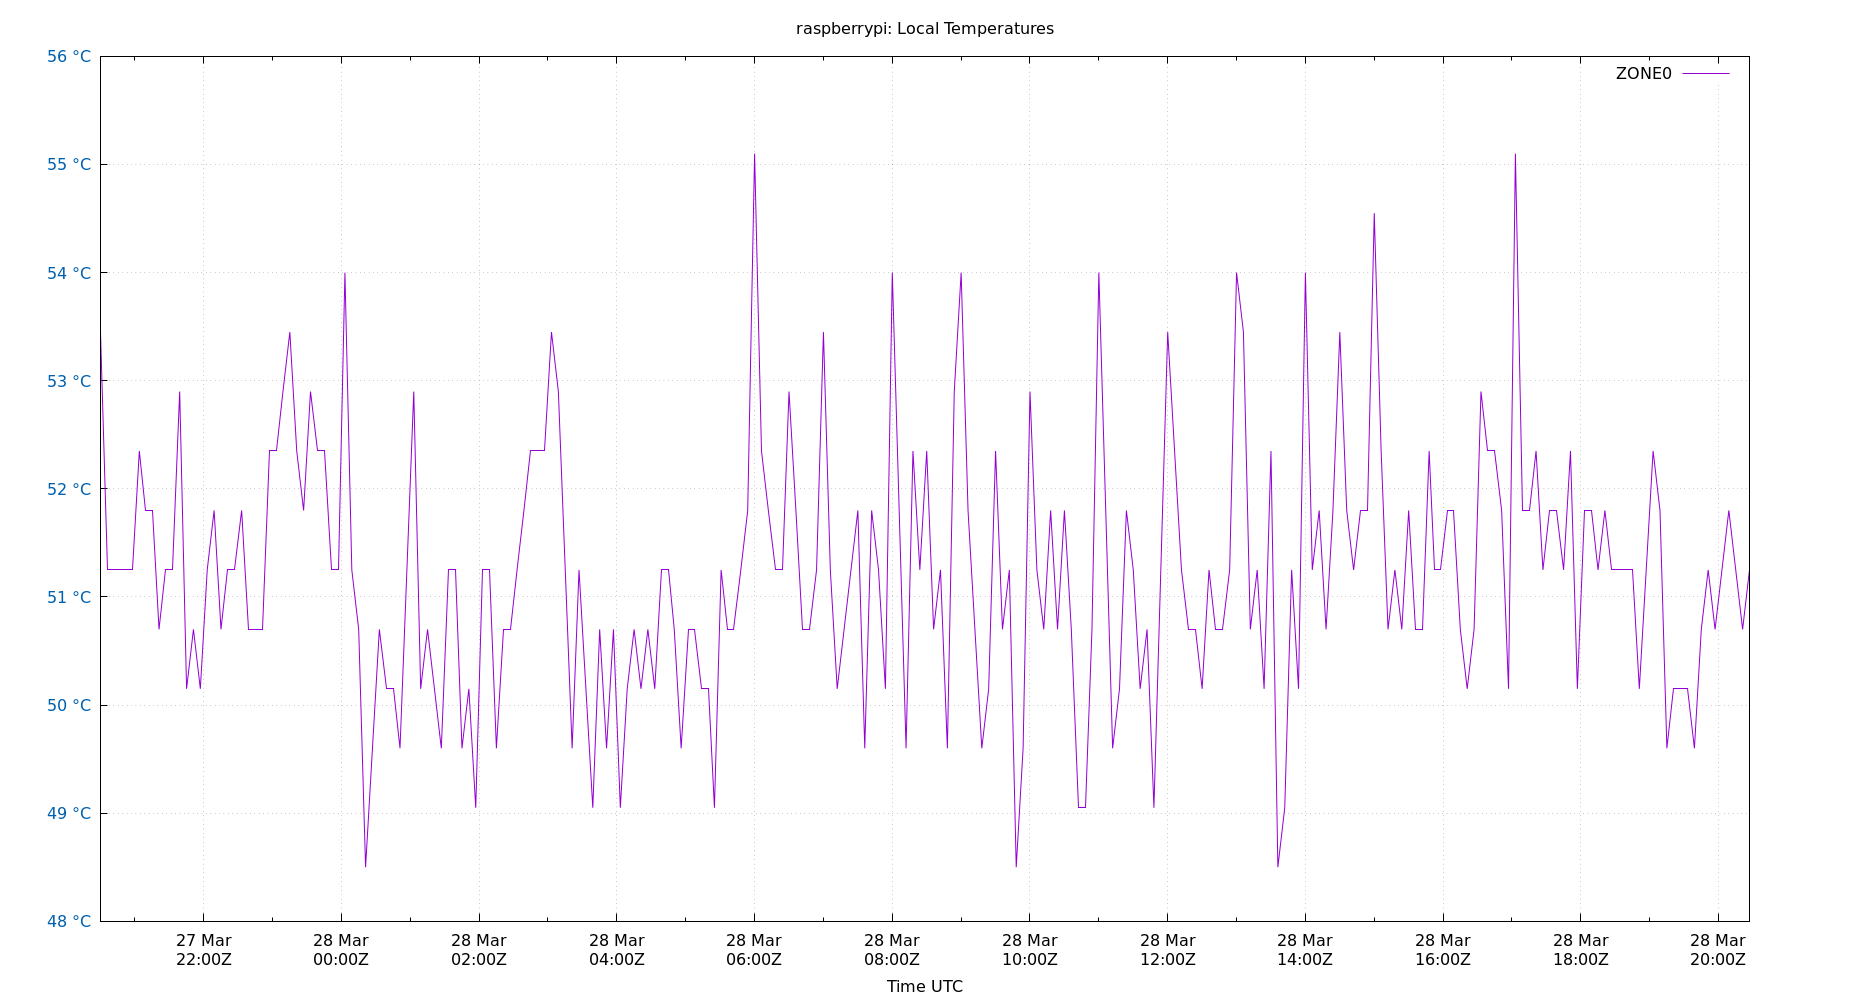 raspberrypi: Local Temperatures
ZONE0
56 °C
55 °C
54 °C
53 °C
52 °C
51 °C
50 °C
49 °C
48 °C
27 Mar
22:00Z
28 Mar
00:00Z
28 Mar
02:00Z
28 Mar
04:00Z
28 Mar
06:00Z
28 Mar
08:00Z
28 Mar
10:00Z
28 Mar
12:00Z
28 Mar
14:00Z
28 Mar
16:00Z
28 Mar
18:00Z
28 Mar
20:00Z
Time UTC